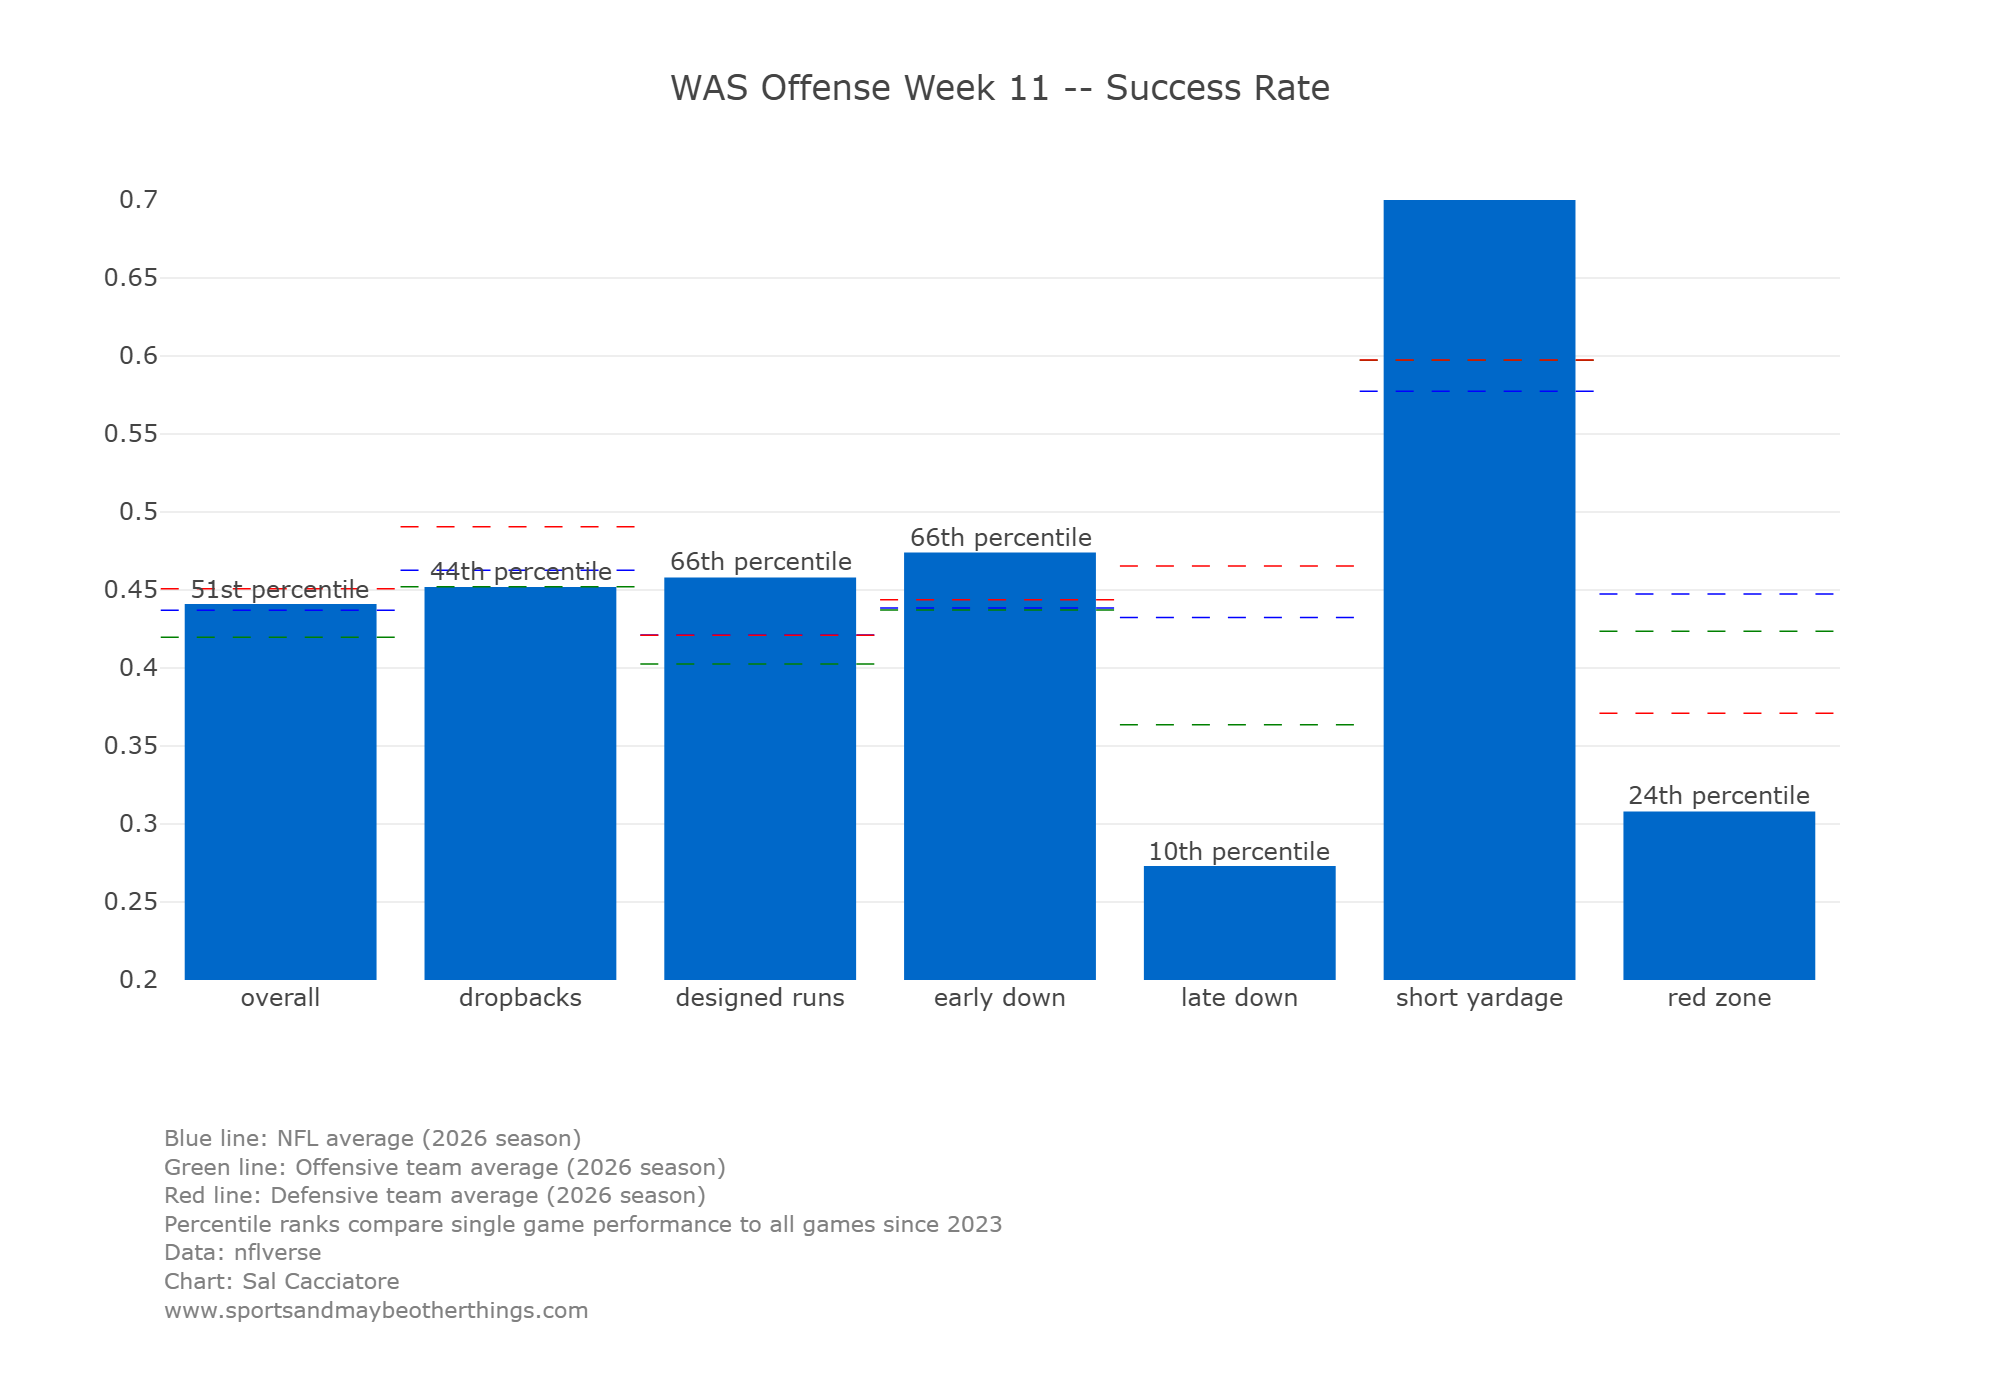 WAS Offense Week 11 -- Success Rate
0.7
0.65
0.6
0.55
0.5
0.45
0.4
0.35
0.3
0.25
0.2
51st percentile
44th percentile
66th percentile
66th percentile
10th percentile
24th percentile
overall
dropbacks
designed runs
early down
late down
short yardage
red zone
Blue line: NFL average (2026 season)
Green line: Offensive team average (2026 season)
Red line: Defensive team average (2026 season)
Percentile ranks compare single game performance to all games since 2023
Data: nflverse
Chart: Sal Cacciatore
www.sportsandmaybeotherthings.com